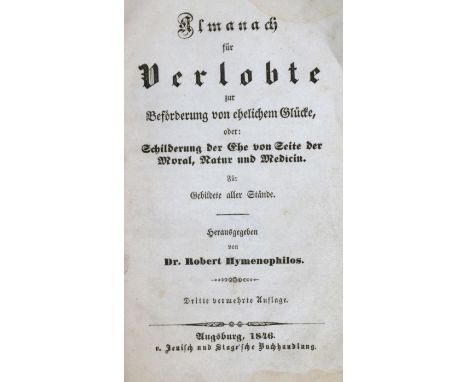 Almanach
für
Verlobte
zur
Beförderung von ehelichem Glücke,
oder:
Schilderung der Ehe von Seite der
Moral, Natur und Medicin.
Für
Gebildete aller Stände.
Herausgegeben
von
Dr. Robert Hymenophilos.
Dritte vermehrte Auflage.
Augsburg, 1846.
v. Jenisch und Stage'sche Buchhandlung.